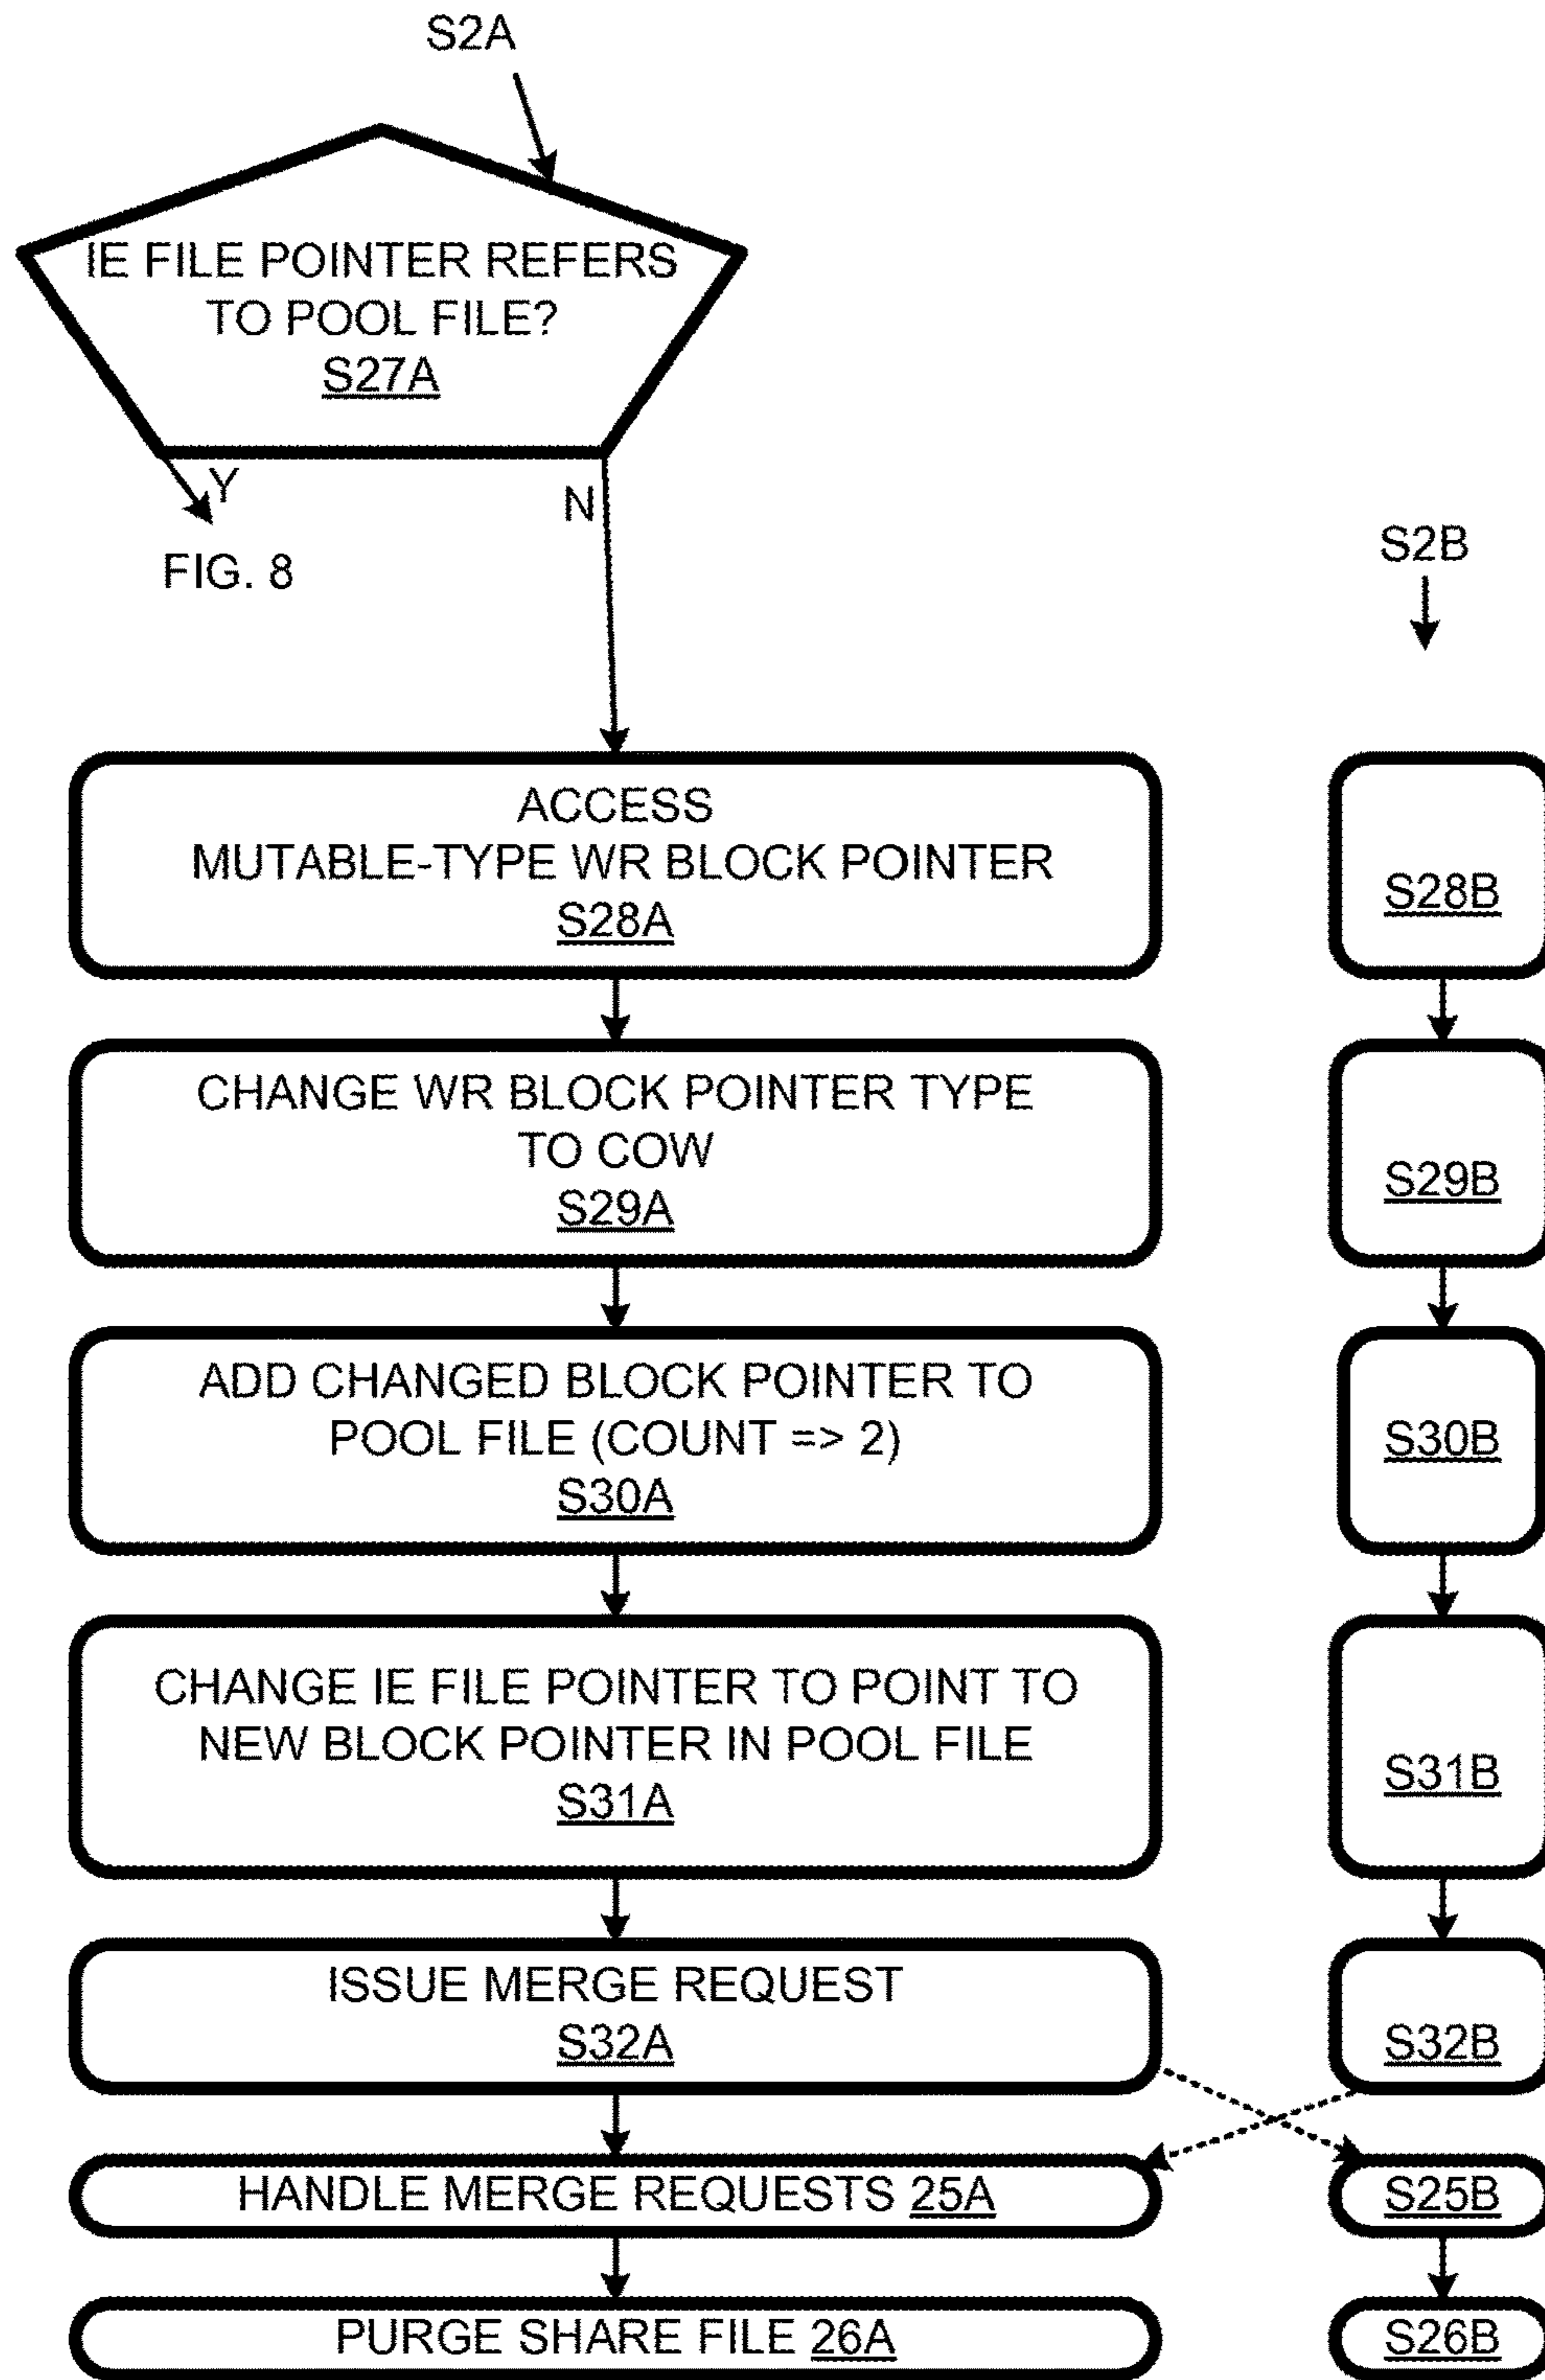 S2A
IE FILE POINTER REFERS
TO POOL FILE?
S27A
Y
N
FIG. 8
S2B
ACCESS
MUTABLE-TYPE WR BLOCK POINTER
S28A
S28B
CHANGE WR BLOCK POINTER TYPE
TO COW
S29A
S29B
ADD CHANGED BLOCK POINTER TO
POOL FILE (COUNT => 2)
S30A
S30B
CHANGE IE FILE POINTER TO POINT TO
NEW BLOCK POINTER IN POOL FILE
S31A
S31B
ISSUE MERGE REQUEST
S32A
S32B
HANDLE MERGE REQUESTS 25A
S25B
PURGE SHARE FILE 26A
S26B